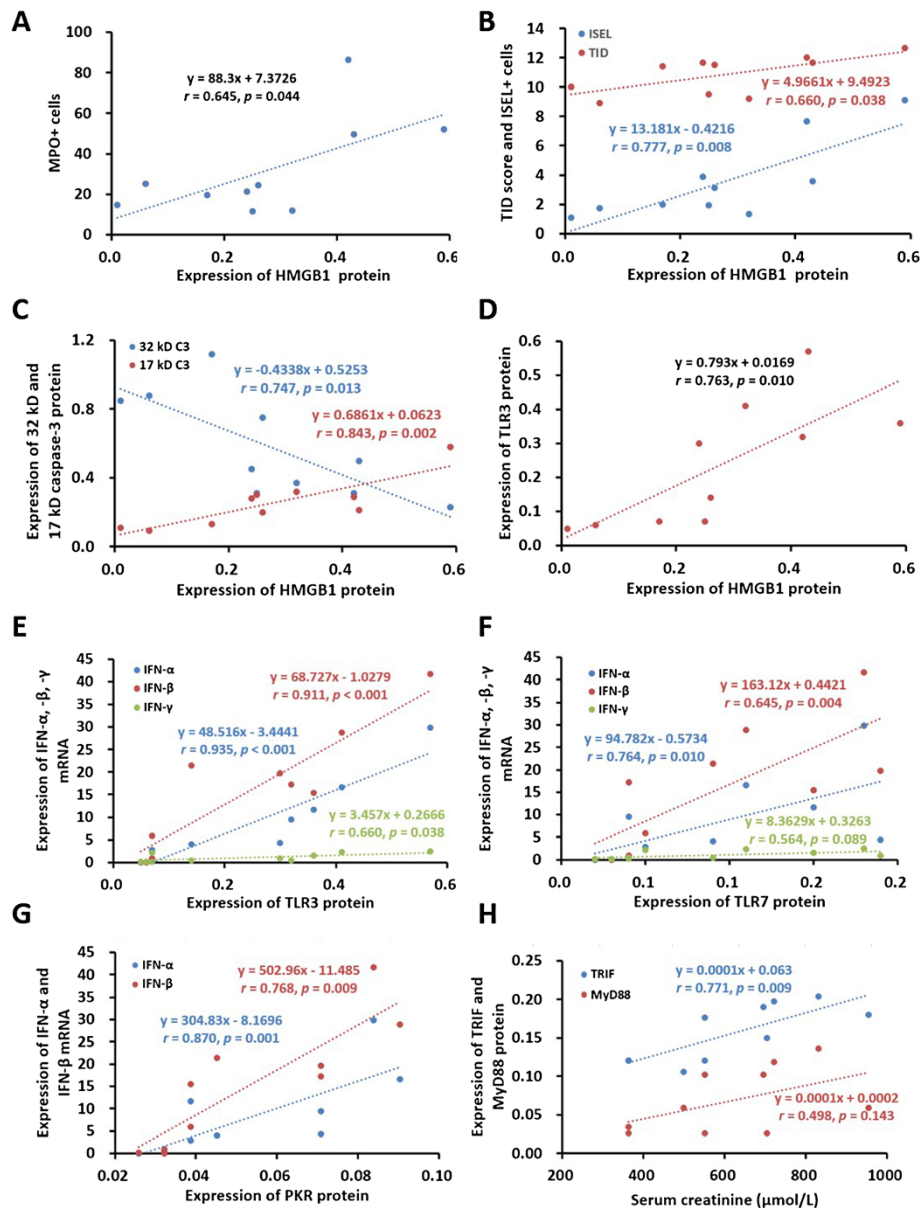 A
100
80
60
40
20
0
MPO+ cells
y = 88.3x + 7.3726
r = 0.645, p = 0.044
0.0 0.2 0.4 0.6
Expression of HMGB1 protein
B
14
12
10
8
6
4
2
0
TID score and ISEL+ cells
ISEL
TID
4.9661x + 9.4923
r = 0.660, p = 0.038
13.181x - 0.4216
r = 0.777, p = 0.008
0.0 0.2 0.4 0.6
Expression of HMGB1 protein
C
1.2
0.8
0.4
0.0
Expression of 32 kD and
17 kD caspase-3 protein
32 kD C3
17 kD C3
y = -0.4338x + 0.5253
r = 0.747, p = 0.013
y = 0.6861x + 0.0623
r = 0.843, p = 0.002
0.0 0.2 0.4 0.6
Expression of HMGB1 protein
D
0.6
0.5
0.4
0.3
0.2
0.1
0.0
Expression of TLR3 protein
y = 0.793x + 0.0169
r = 0.763, p = 0.010
0.0 0.2 0.4 0.6
Expression of HMGB1 protein
E
45
40
35
30
25
20
15
10
5
0
Expression of IFN-α, -β, -γ
mRNA
IFN-α
IFN-β
IFN-γ
y = 68.727x - 1.0279
r = 0.911, p < 0.001
y = 48.516x - 3.4441
r = 0.935, p < 0.001
y = 3.457x + 0.2666
r = 0.660, p = 0.038
0.0 0.2 0.4 0.6
Expression of TLR3 protein
F
45
40
35
30
25
20
15
10
5
0
Expression of IFN-α, -β, -γ
mRNA
IFN-α
IFN-β
IFN-γ
y = 163.12x + 0.4421
r = 0.645, p = 0.004
y = 94.782x - 0.5734
r = 0.764, p = 0.010
y = 8.3629x + 0.3263
r = 0.564, p = 0.089
0.0 0.1 0.1 0.2 0.2
Expression of TLR7 protein
G
45
40
35
30
25
20
15
10
5
0
Expression of IFN-α and
IFN-β mRNA
IFN-α
IFN-β
y = 502.96x - 11.485
r = 0.768, p = 0.009
y = 304.83x - 8.1696
r = 0.870, p = 0.001
0.02 0.04 0.06 0.08 0.10
Expression of PKR protein
H
0.25
0.20
0.15
0.10
0.05
0.00
Expression of TRIF and
MyD88 protein
TRIF
MyD88
y = 0.0001x + 0.063
r = 0.771, p = 0.009
y = 0.0001x + 0.0002
r = 0.498, p = 0.143
200 400 600 800 1000
Serum creatinine (µmol/L)